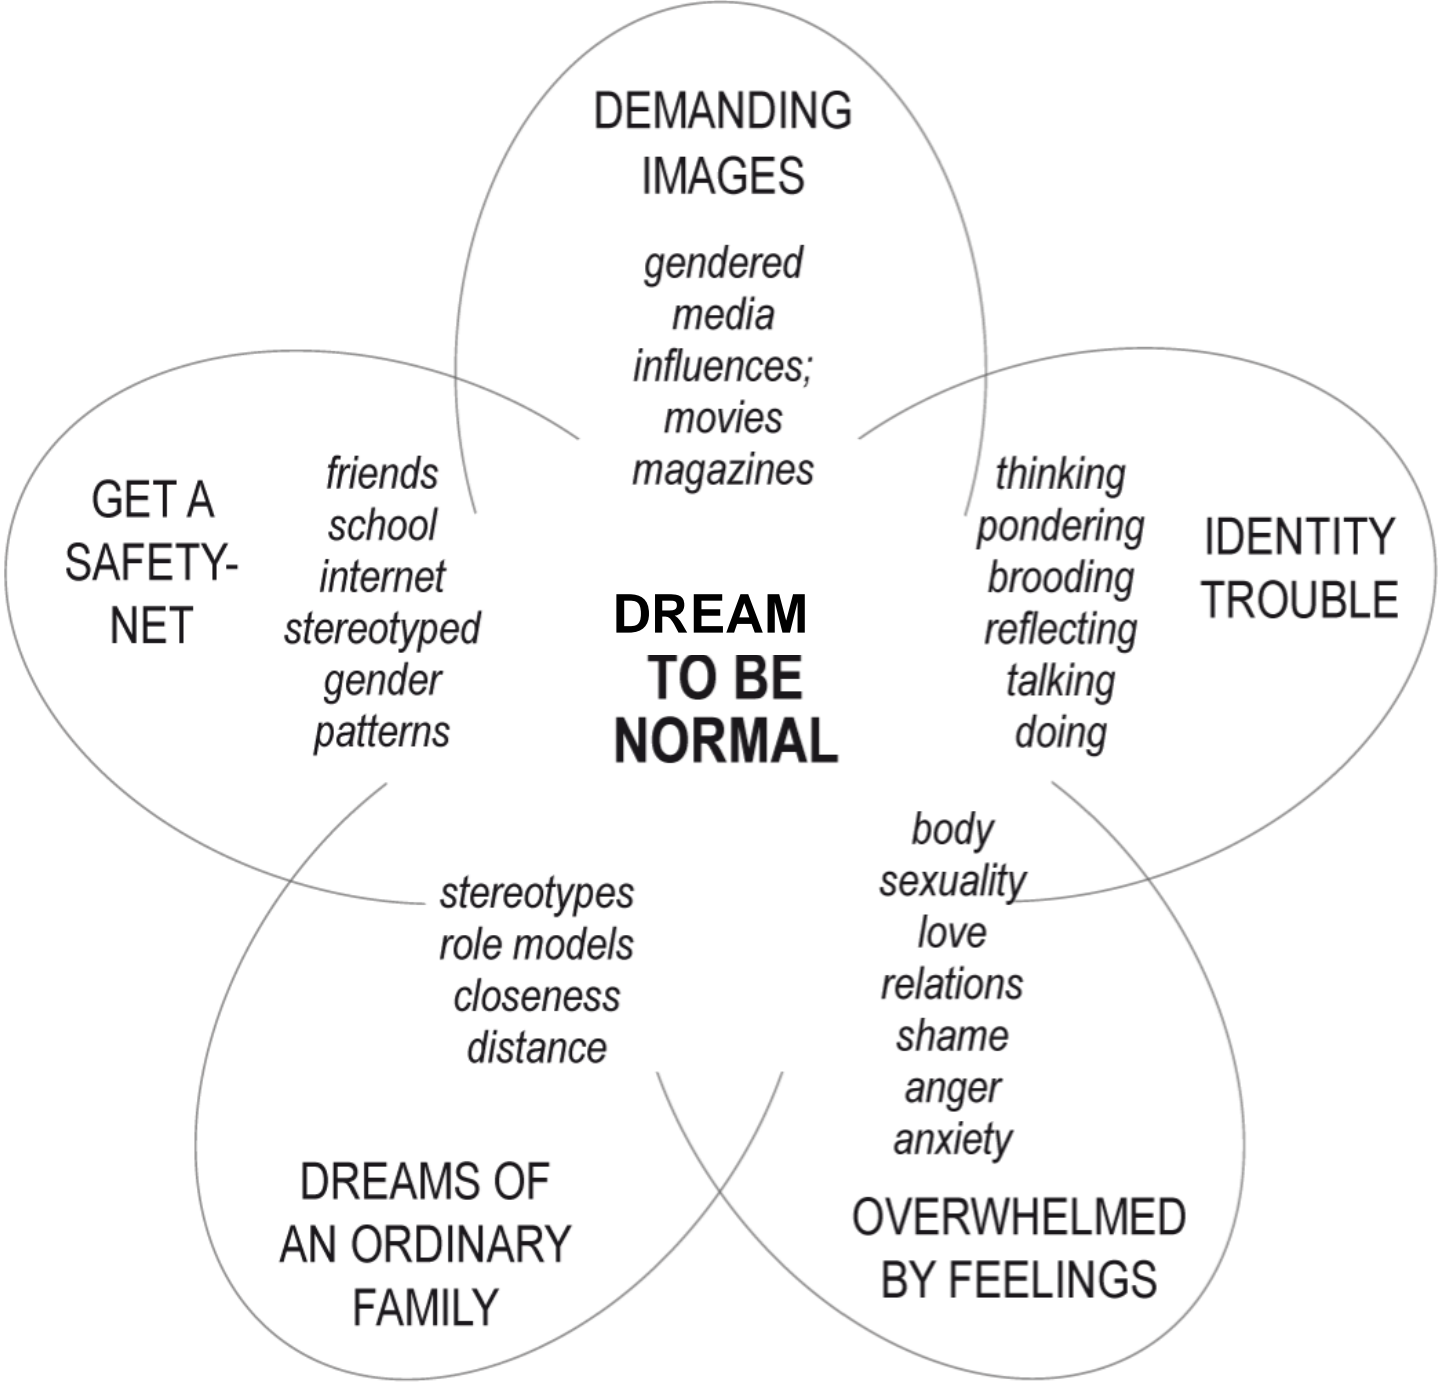 DEMANDING
IMAGES
gendered
media
influences;
movies
magazines
GET A
SAFETY-
NET
friends
school
internet
stereotyped
gender
patterns
DREAM
TO BE
NORMAL
thinking
pondering
brooding
reflecting
talking
doing
IDENTITY
TROUBLE
stereotypes
role models
closeness
distance
DREAMS OF
AN ORDINARY
FAMILY
body
sexuality
love
relations
shame
anger
anxiety
OVERWHELMED
BY FEELINGS